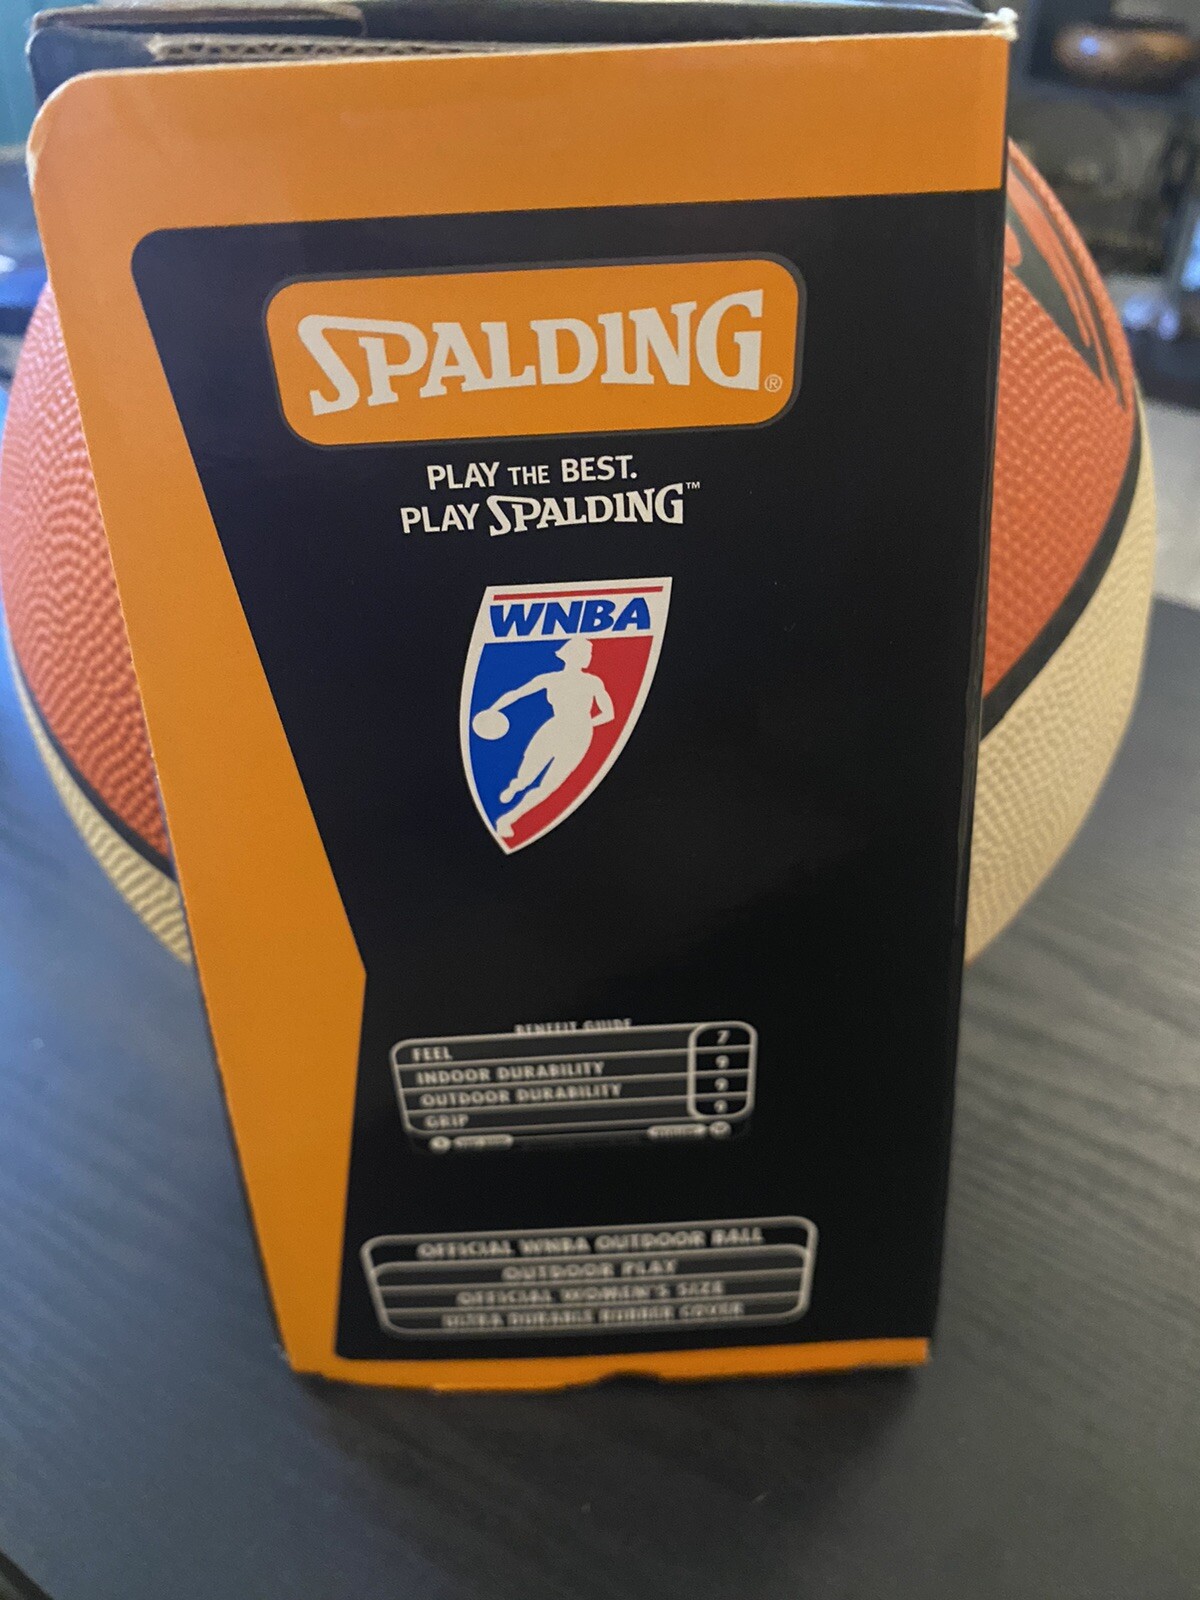 SPALDING®
PLAY THE BEST.
PLAY SPALDING™
WNBA
BENEFIT GUIDE
FEEL 7
INDOOR DURABILITY 9
OUTDOOR DURABILITY 9
GRIP 9
OFFICIAL WNBA OUTDOOR BALL
OUTDOOR PLAY
OFFICIAL WOMEN'S SIZE
ULTRA DURABLE RUBBER COVER